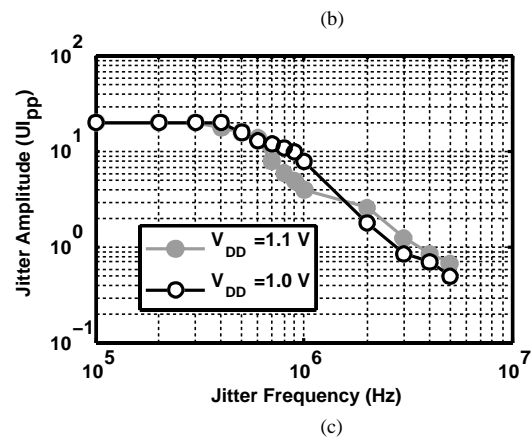 (b)
10^2
10^1
10^0
10^−1
Jitter Amplitude (UI_pp)
V_DD =1.1 V
V_DD =1.0 V
10^5
10^6
10^7
Jitter Frequency (Hz)
(c)